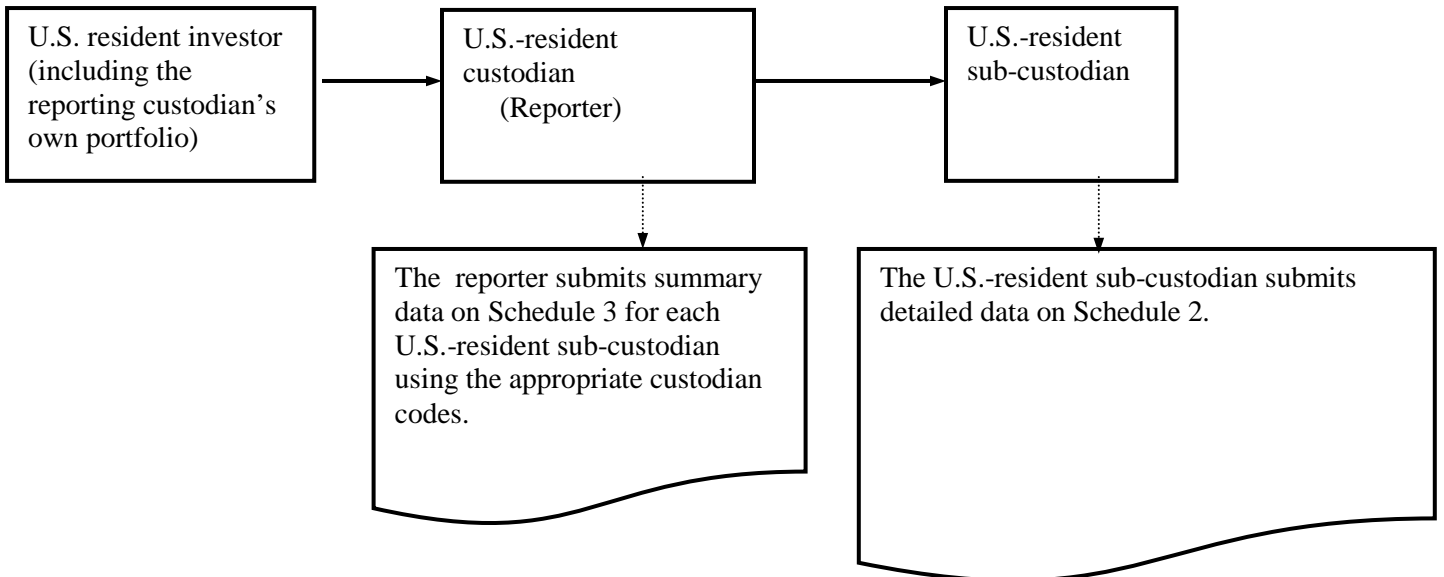 U.S. resident investor
(including the
reporting custodian’s
own portfolio)
U.S.-resident
custodian
(Reporter)
U.S.-resident
sub-custodian
The reporter submits summary
data on Schedule 3 for each
U.S.-resident sub-custodian
using the appropriate custodian
codes.
The U.S.-resident sub-custodian submits
detailed data on Schedule 2.